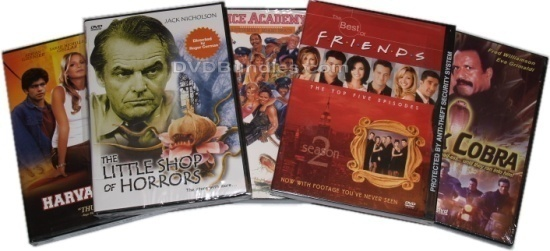 HARVA
"THU
DVD
JACK NICHOLSON
Directed
by
Roger Corman
THE
LITTLE SHOP
OF HORRORS
ICE ACADEMY
DVDBundles.com
The Best of
FRIENDS
THE TOP FIVE EPISODES
season
2
NOW WITH FOOTAGE YOU'VE NEVER SEEN
PROTECTED BY ANTI-THEFT SECURITY SYSTEM
Fred Williamson
Eva Grimaldi
K COBRA